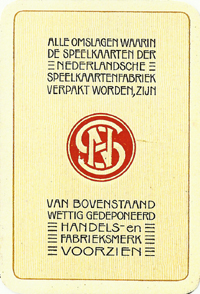 ALLE OMSLAGEN WAARIN
DE SPEELKAARTEN DER
NEDERLANDSCHE
SPEELKAARTENFABRIEK
VERPAKT WORDEN, ZIJN
VAN BOVENSTAAND
WETTIG GEDEPONEERD
HANDELS- en
FABRIEKSMERK
VOORZIEN